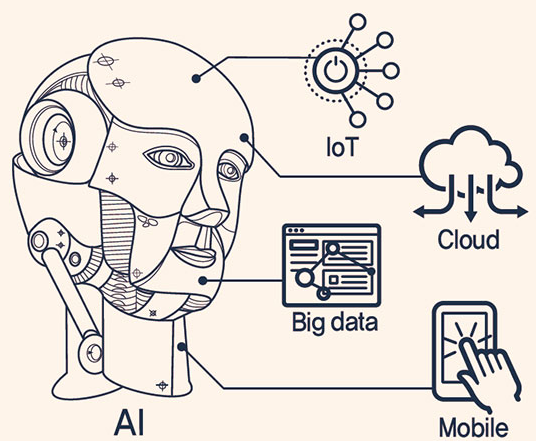 IoT
Cloud
Big data
Mobile
AI